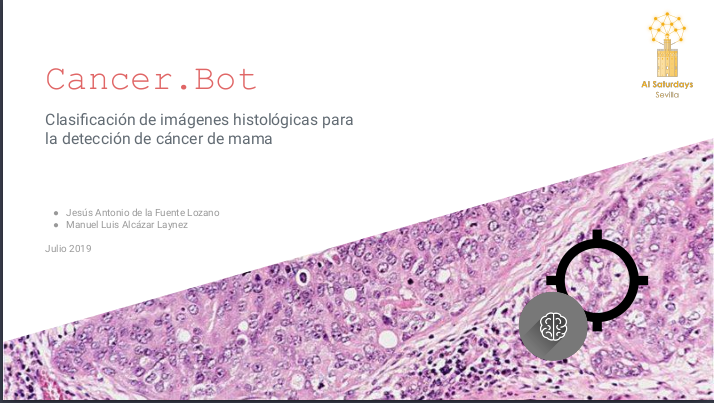 AI Saturdays
Sevilla
Cancer.Bot
Clasificación de imágenes histológicas para
la detección de cáncer de mama
Jesús Antonio de la Fuente Lozano
Manuel Luis Alcázar Laynez
Julio 2019